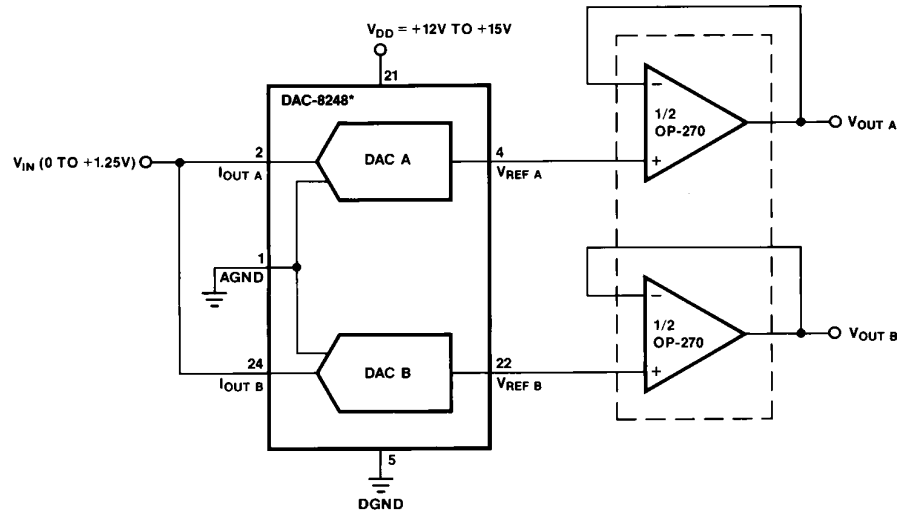 V_DD = +12V TO +15V
21
DAC-8248*
−
1/2
OP-270
+
V_OUT A
V_IN (0 TO +1.25V)
2
I_OUT A
DAC A
4
V_REF A
1
AGND
−
1/2
OP-270
+
V_OUT B
24
I_OUT B
DAC B
22
V_REF B
5
DGND